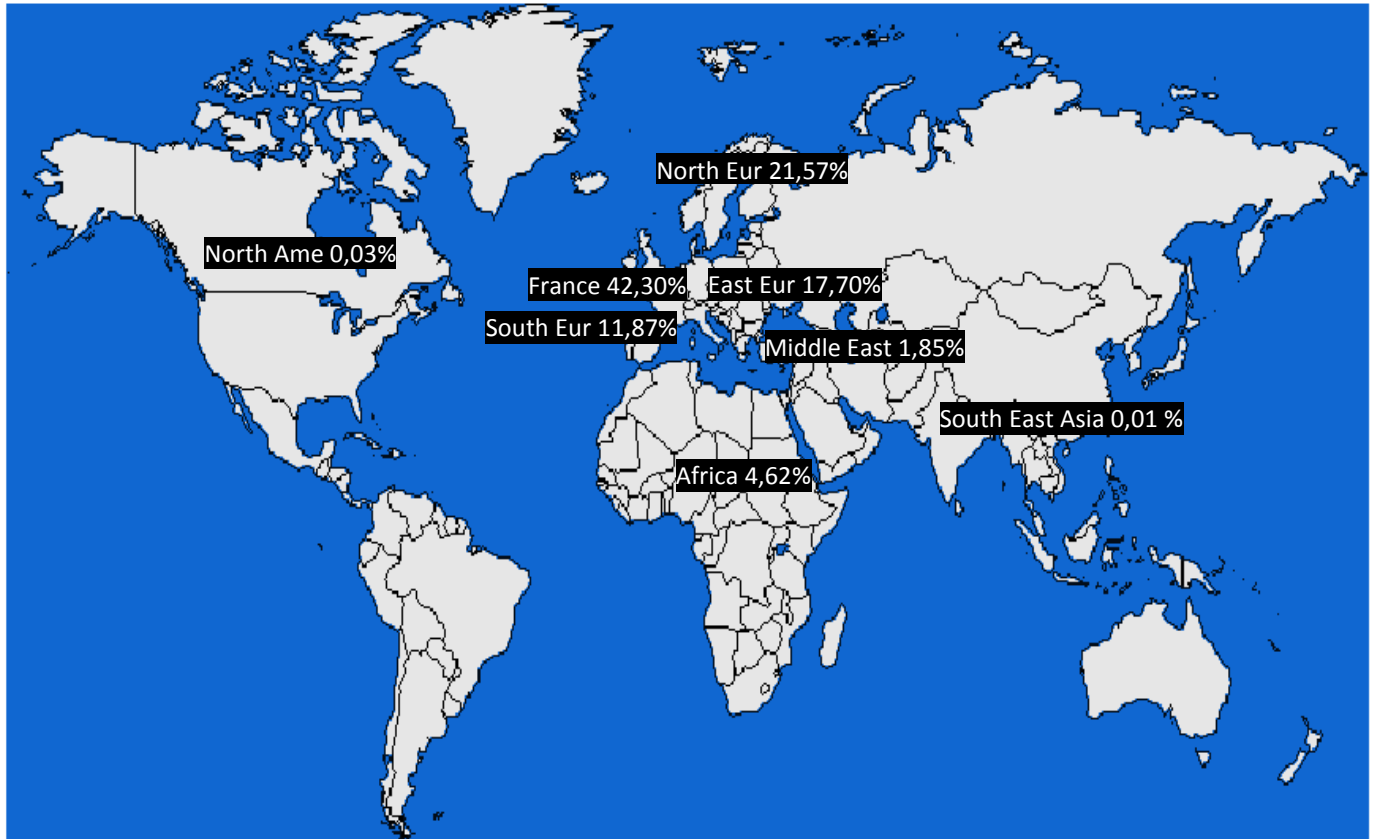 North Eur 21,57%
North Ame 0,03%
France 42,30%
East Eur 17,70%
South Eur 11,87%
Middle East 1,85%
South East Asia 0,01 %
Africa 4,62%